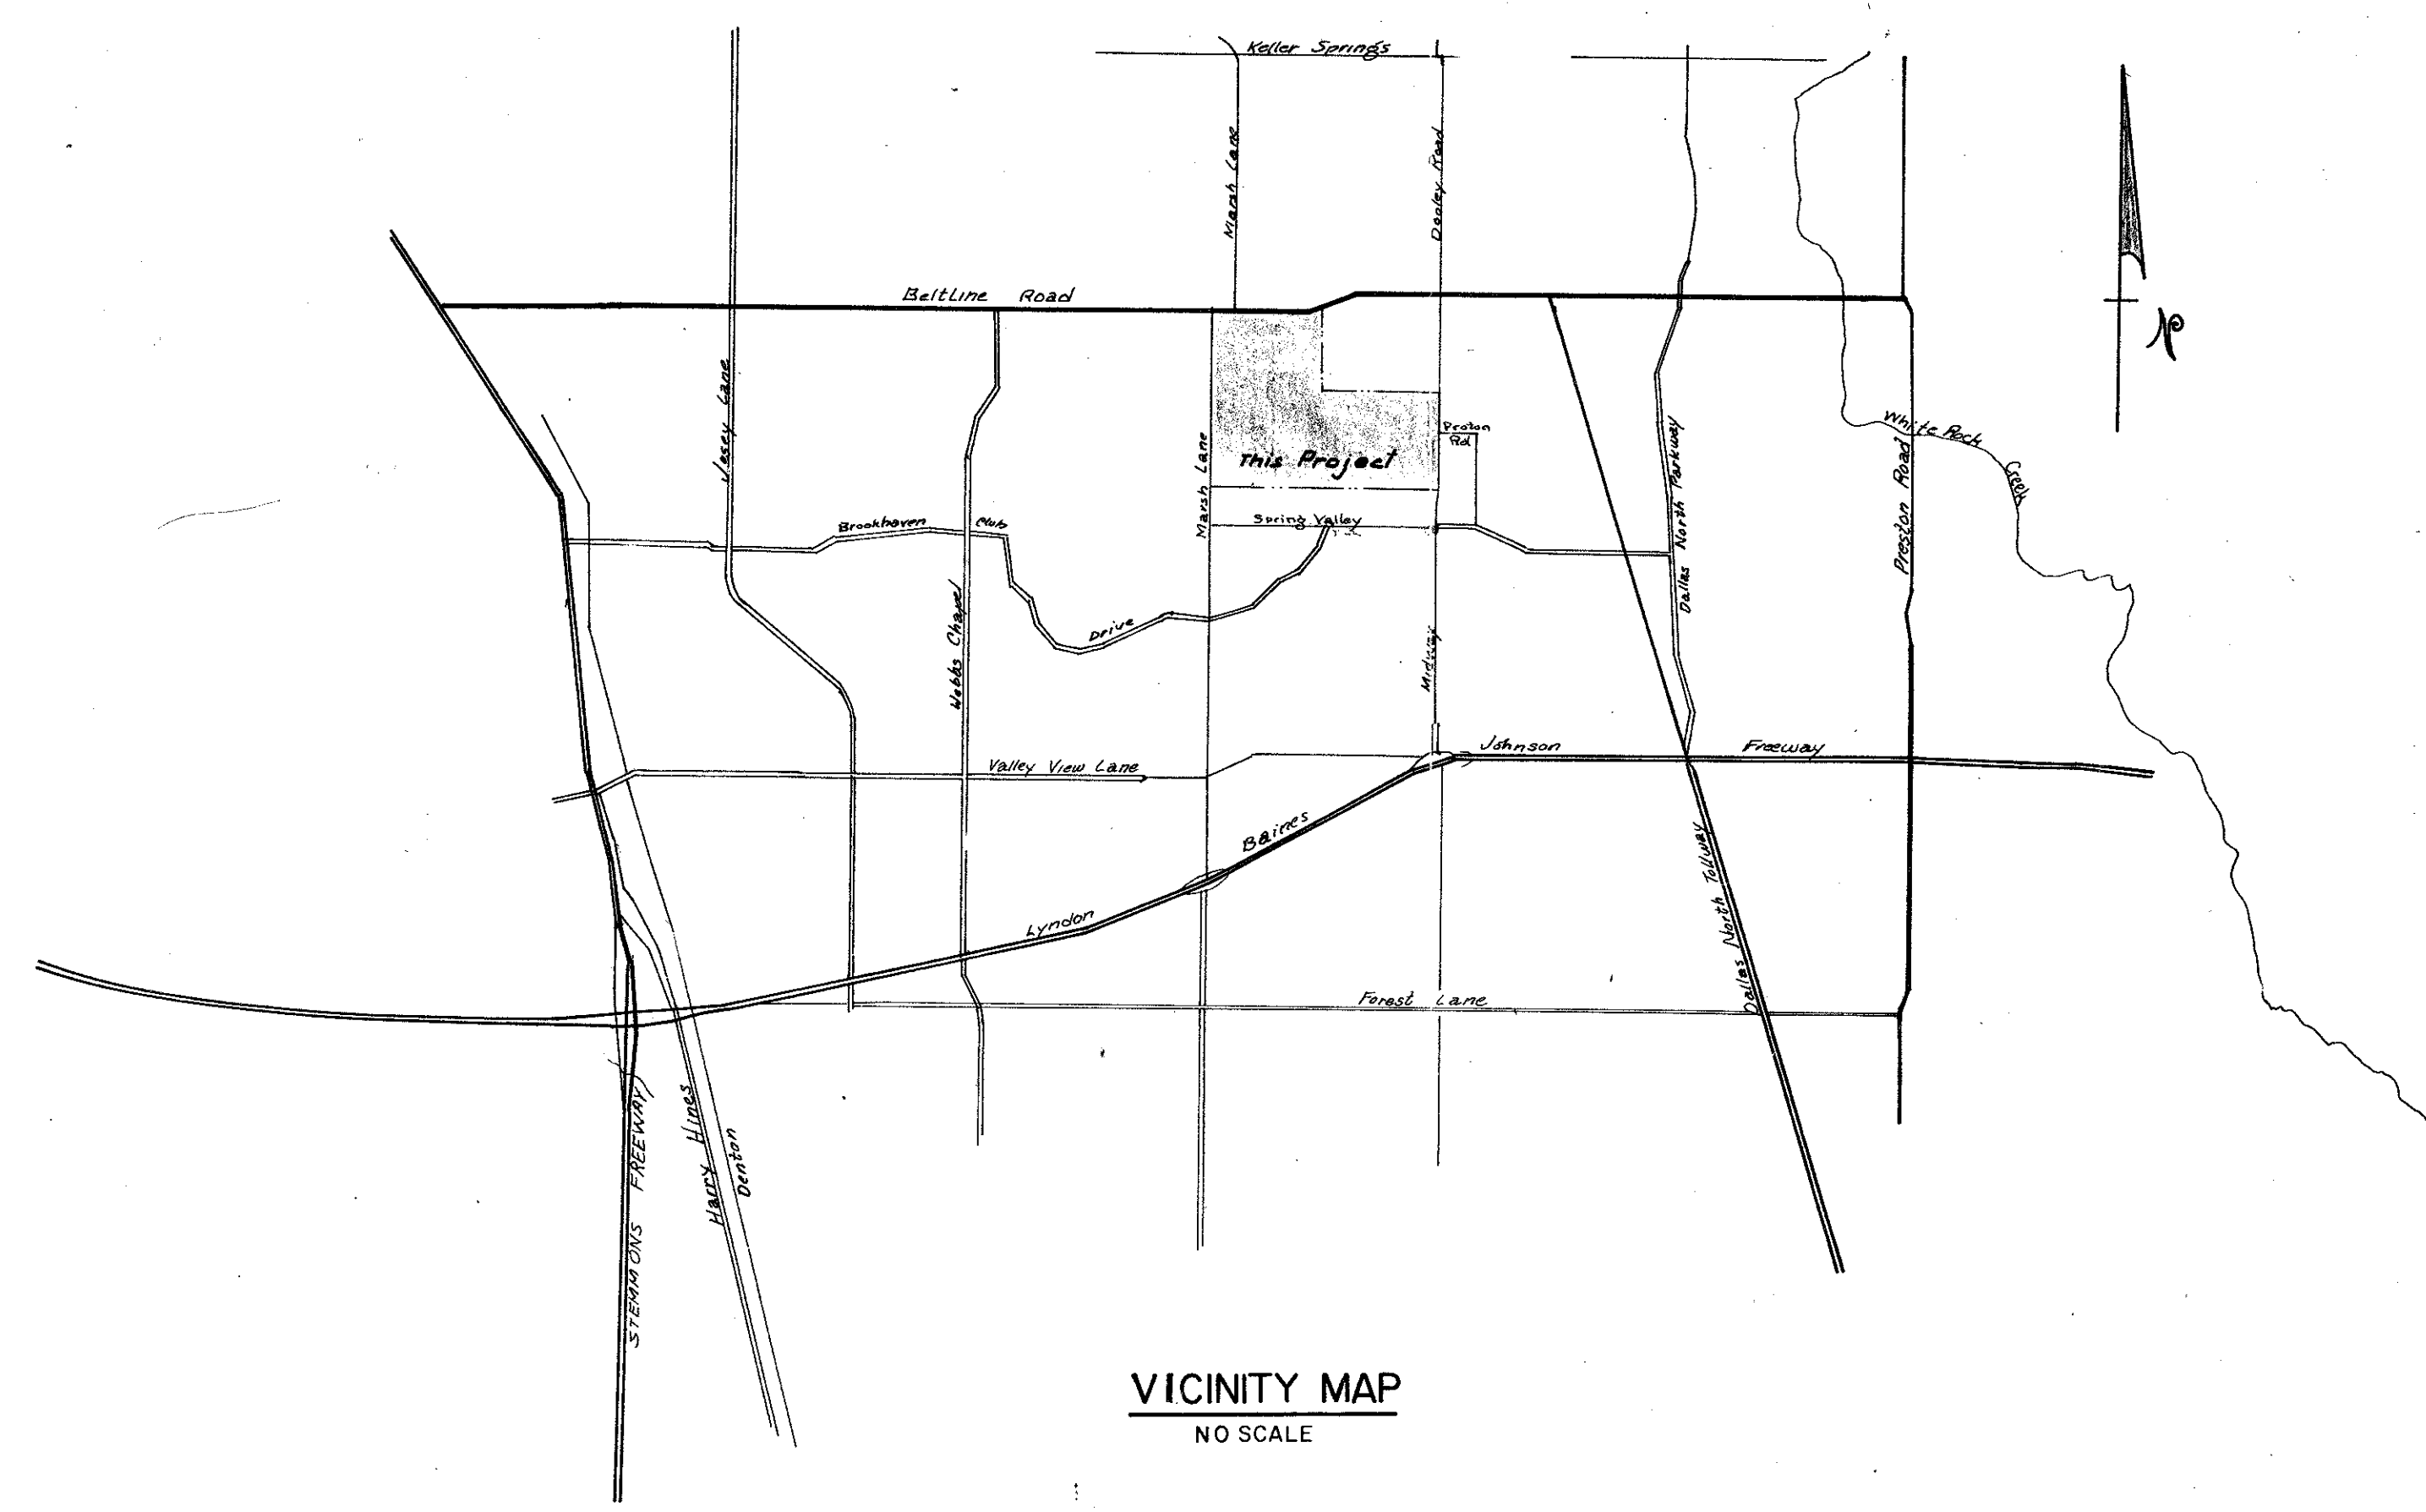 Keller Springs
Marsh Lane
Dooley Road
BeltLine Road
N
Josey Lane
White Rock
Creek
Proton
Rd
This Project
Marsh Lane
Dallas North Parkway
Preston Road
Brookhaven Club
Spring Valley
Drive
Webbs Chapel
Midway
Johnson Freeway
Valley View Lane
Baines
Lyndon
Dallas North Tollway
Forest Lane
STEMMONS FREEWAY
Harry Hines
Denton
VICINITY MAP
NO SCALE